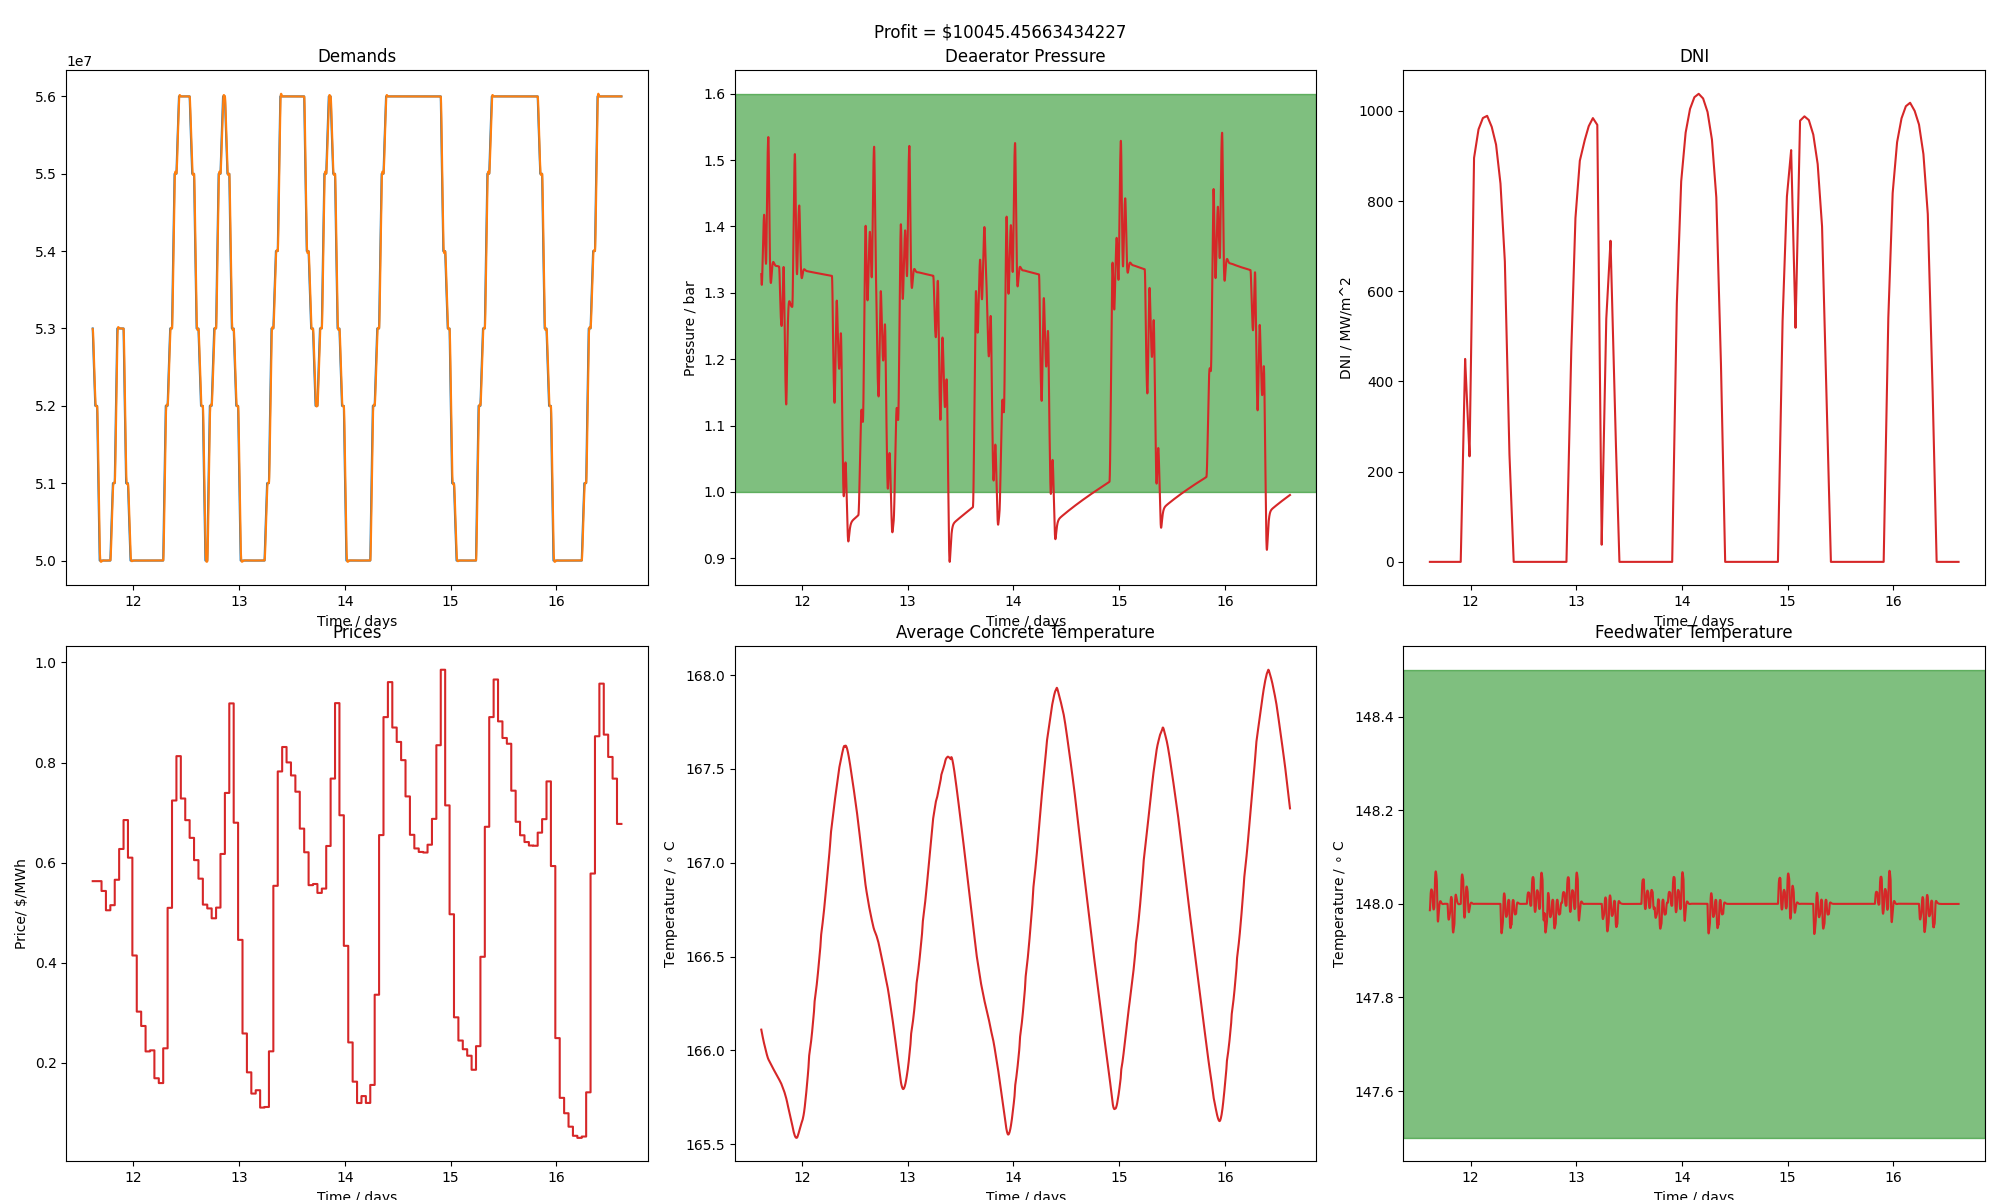 Profit = $10045.45663434227
Demands
1e7
5.6
5.5
5.4
5.3
5.2
5.1
5.0
12 13 14 15 16
Time / days
Deaerator Pressure
Pressure / bar
1.6
1.5
1.4
1.3
1.2
1.1
1.0
0.9
12 13 14 15 16
Time / days
DNI
DNI / MW/m^2
1000
800
600
400
200
0
12 13 14 15 16
Time / days
Prices
Price/ $/MWh
1.0
0.8
0.6
0.4
0.2
12 13 14 15 16
Time / days
Average Concrete Temperature
Temperature / ∘ C
168.0
167.5
167.0
166.5
166.0
165.5
12 13 14 15 16
Time / days
Feedwater Temperature
Temperature / ∘ C
148.4
148.2
148.0
147.8
147.6
12 13 14 15 16
Time / days